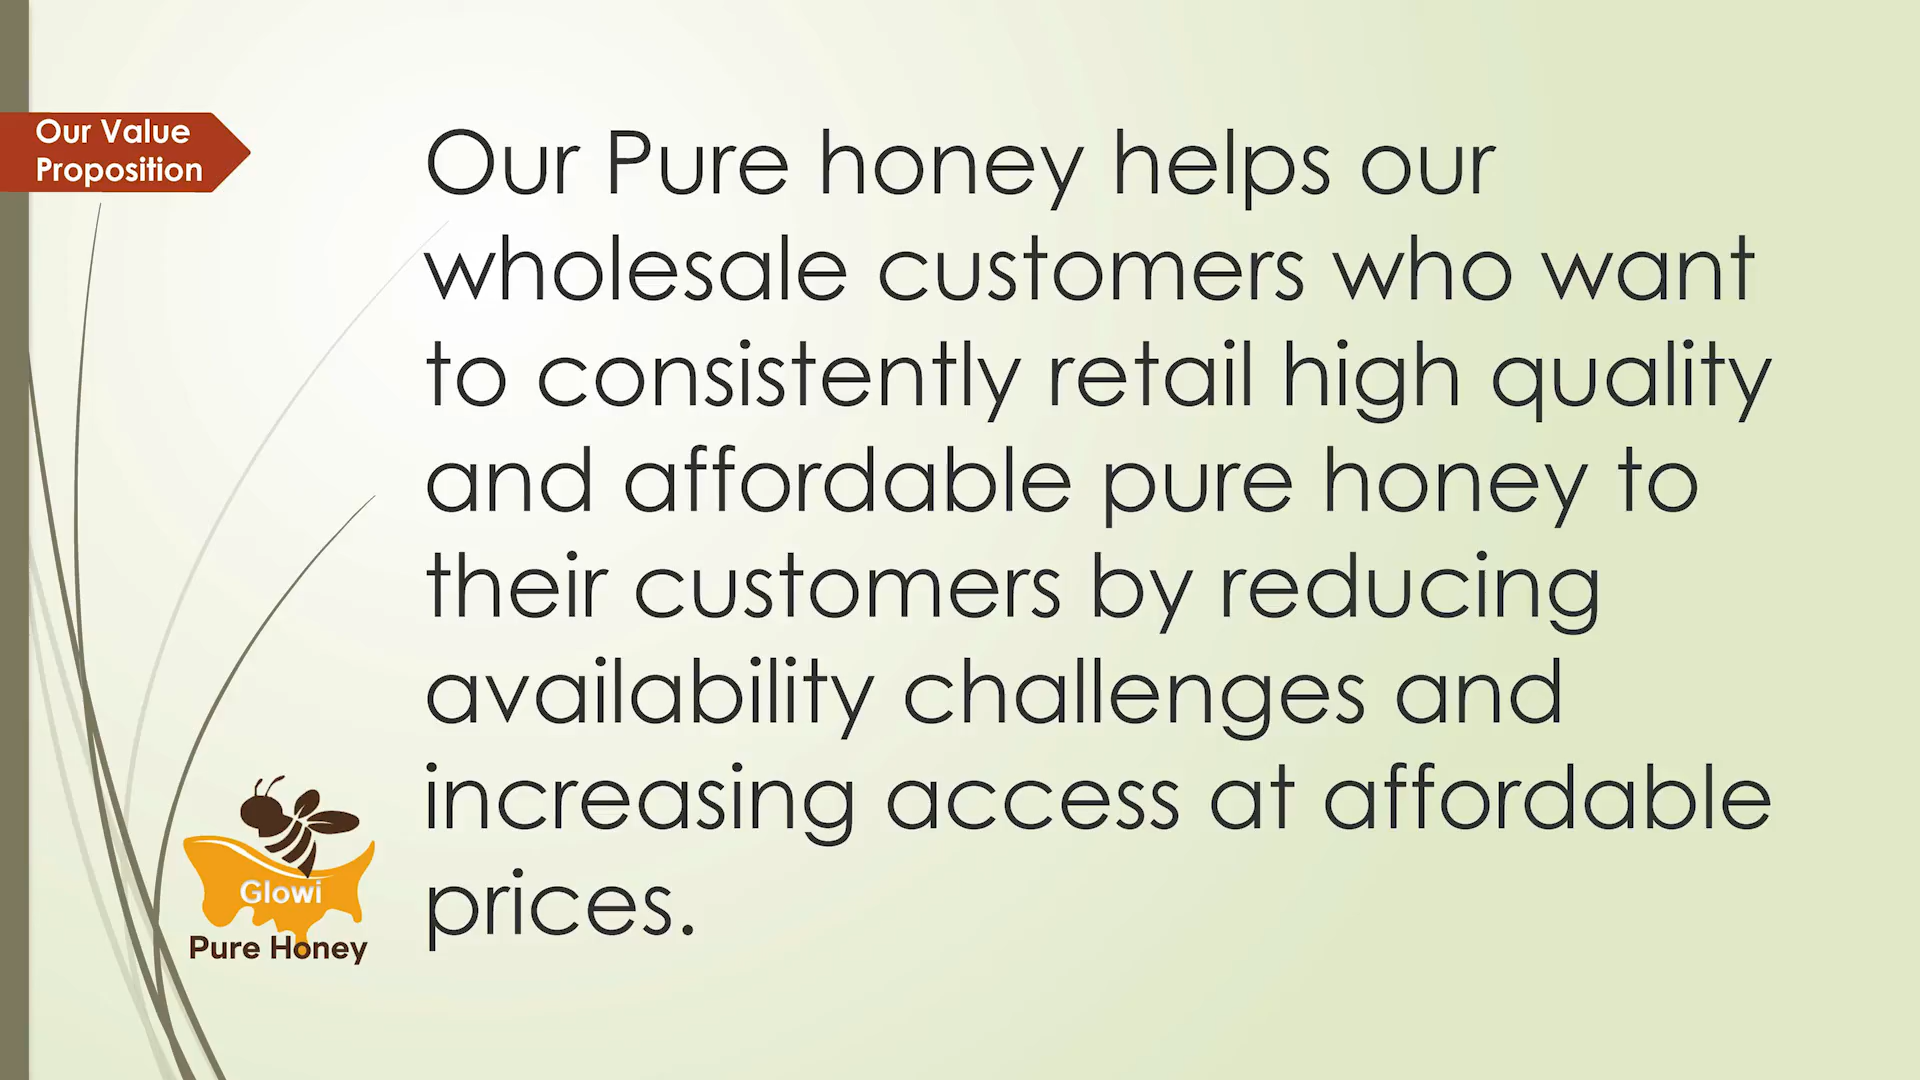 Our Value
Proposition
Our Pure honey helps our
wholesale customers who want
to consistently retail high quality
and affordable pure honey to
their customers by reducing
availability challenges and
increasing access at affordable
prices.
Glowi
Pure Honey